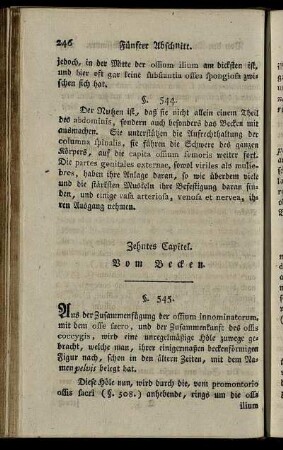 246 Fünfter Abschnitt.
jedoch, in der Mitte der ossium ilium am dicksten ist,
und hier oft gar keine substantia osses spongiosa zwi-
schen sich hat.
§. 544.
Der Nutzen ist, daß sie nicht allein einem Theil
des abdominis, sondern auch besonders das Becken mit
ausmachen. Sie unterstützen die Aufrechthaltung der
columna spinalis, sie führen die Schwere des ganzen
Körpers, auf die capita ossium femoris weiter fort.
Die partes genitales externae, sowol viriles als mulie-
bres, haben ihre Anlage daran, so wie überdem viele
und die stärksten Muskeln ihre Befestigung daran fin-
den, und einige vasa arteriosa, venosa et nervea, ih-
ren Ausgang nehmen.
Zehntes Capitel.
Vom Becken.
§. 545.
Aus der Zusammenfügung der ossium innominatorum,
mit dem osse sacro, und der Zusammenkunft des ossis
coccygis, wird eine unregelmäßige Höle zuwege ge-
bracht, welche man, ihrer einigermaßen beckenförmigen
Figur nach, schon in den ältern Zeiten, mit dem Na-
men pelvis belegt hat.
Diese Höle nun, wird durch die, vom promontorio
ossis sacri (§. 508.) anhebende, rings um die ossa
ilium